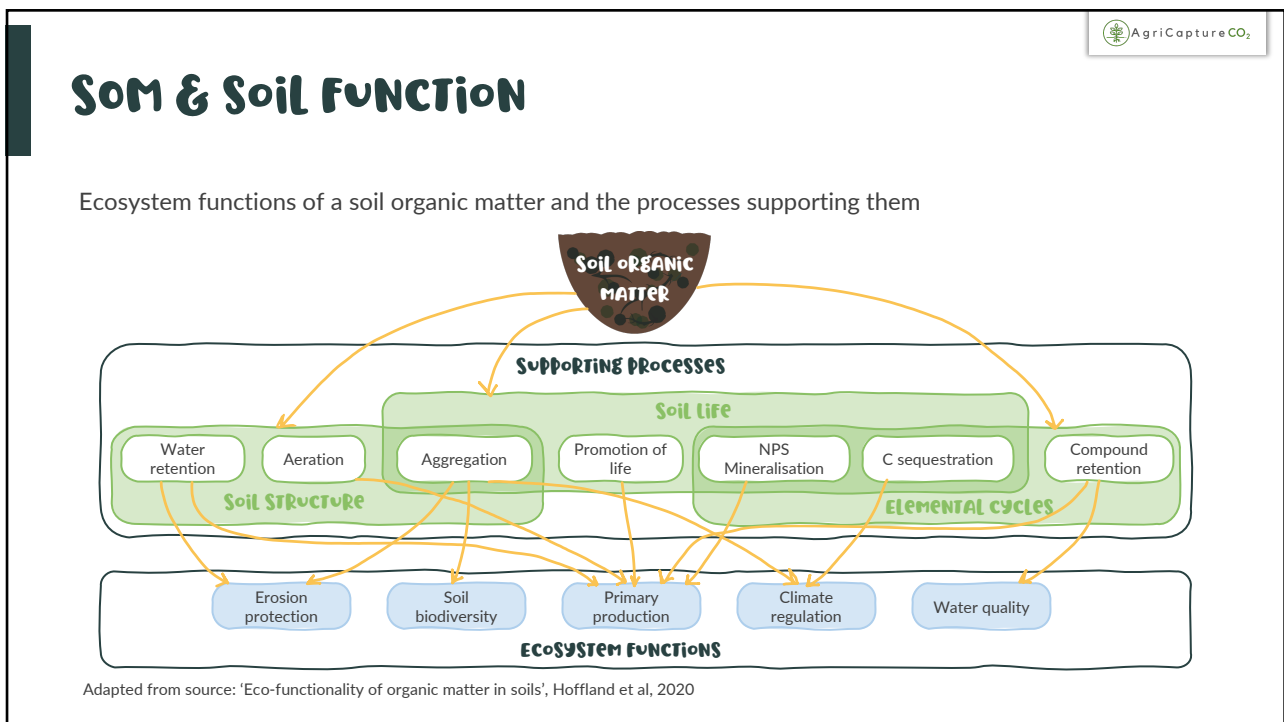 AgriCaptureCO₂
SOM & SOIL FUNCTION
Ecosystem functions of a soil organic matter and the processes supporting them
SOIL ORGANIC
MATTER
SUPPORTING PROCESSES
SOIL LIFE
Water
retention
Aeration
Aggregation
Promotion of
life
NPS
Mineralisation
C sequestration
Compound
retention
SOIL STRUCTURE
ELEMENTAL CYCLES
Erosion
protection
Soil
biodiversity
Primary
production
Climate
regulation
Water quality
ECOSYSTEM FUNCTIONS
Adapted from source: ‘Eco-functionality of organic matter in soils’, Hoffland et al, 2020